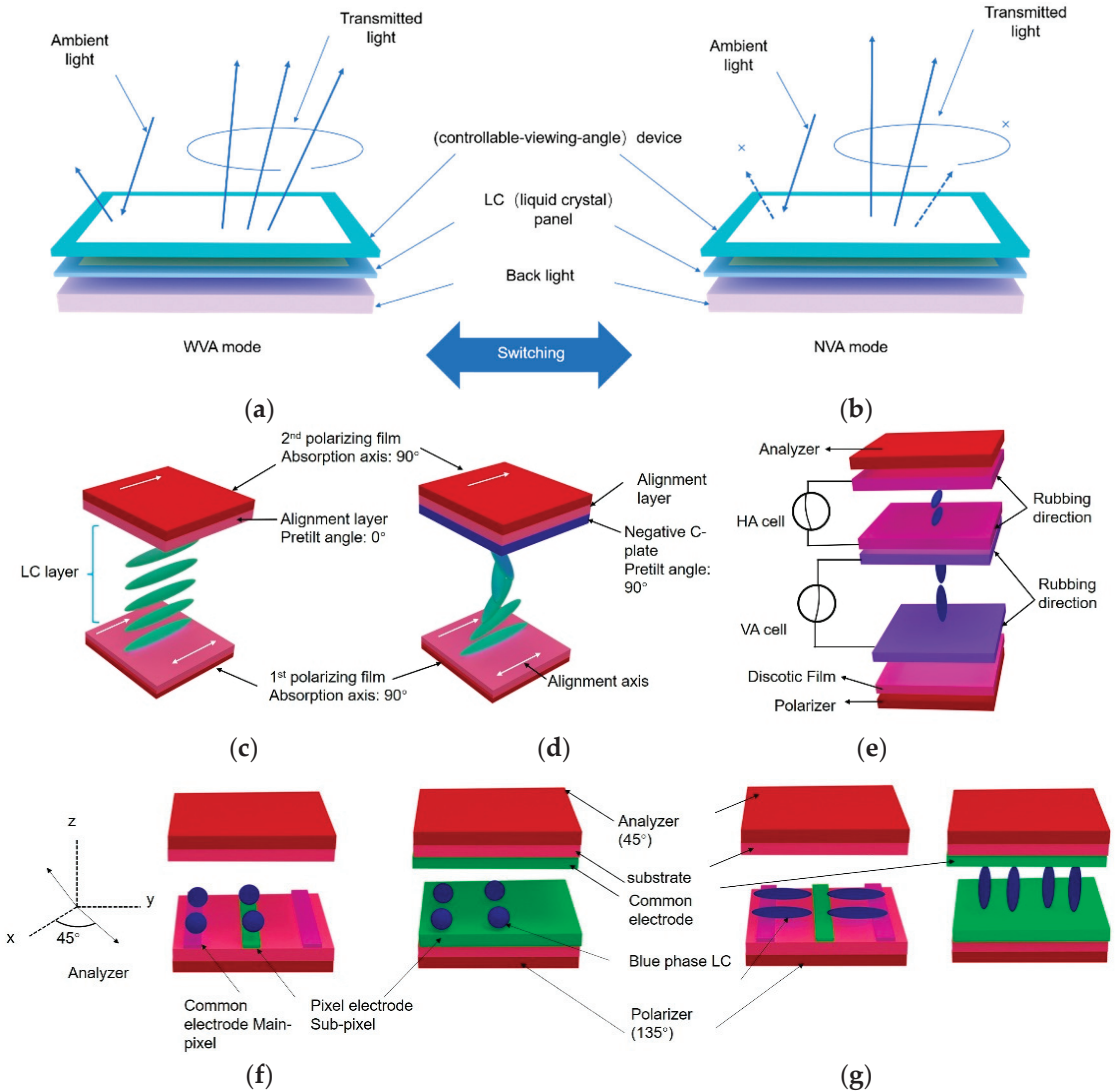 Ambient
light
Transmitted
light
Ambient
light
Transmitted
light
(controllable-viewing-angle) device
LC (liquid crystal)
panel
Back light
WVA mode
Switching
NVA mode
(a)
(b)
2nd polarizing film
Absorption axis: 90°
Alignment layer
Pretilt angle: 0°
LC layer
1st polarizing film
Absorption axis: 90°
Alignment
layer
Negative C-
plate
Pretilt angle:
90°
Alignment axis
Analyzer
HA cell
Rubbing
direction
Rubbing
direction
VA cell
Discotic Film
Polarizer
(c)
(d)
(e)
z
y
x
45°
Analyzer
Common
electrode Main-
pixel
Pixel electrode
Sub-pixel
Analyzer
(45°)
substrate
Common
electrode
Blue phase LC
Polarizer
(135°)
(f)
(g)